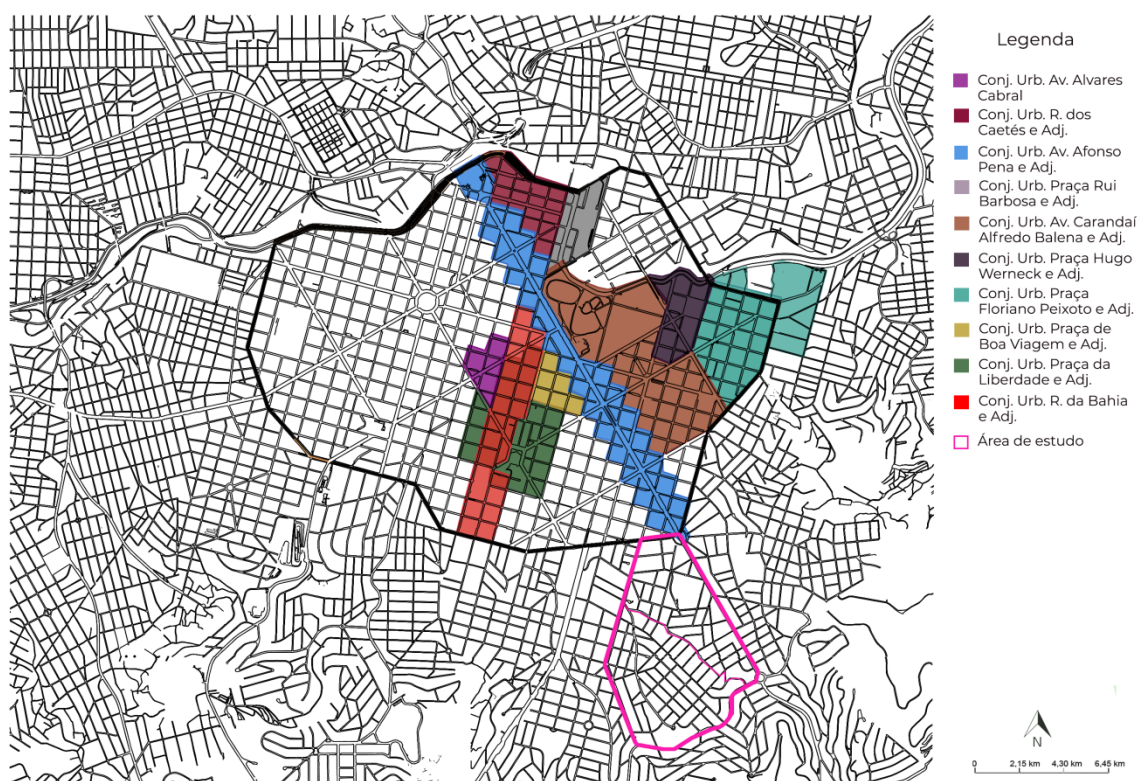 Legenda
Conj. Urb. Av. Alvares
Cabral
Conj. Urb. R. dos
Caetés e Adj.
Conj. Urb. Av. Afonso
Pena e Adj.
Conj. Urb. Praça Rui
Barbosa e Adj.
Conj. Urb. Av. Carandaí
Alfredo Balena e Adj.
Conj. Urb. Praça Hugo
Werneck e Adj.
Conj. Urb. Praça
Floriano Peixoto e Adj.
Conj. Urb. Praça de
Boa Viagem e Adj.
Conj. Urb. Praça da
Liberdade e Adj.
Conj. Urb. R. da Bahia
e Adj.
Área de estudo
N
0 2,15 km 4,30 km 6,45 km